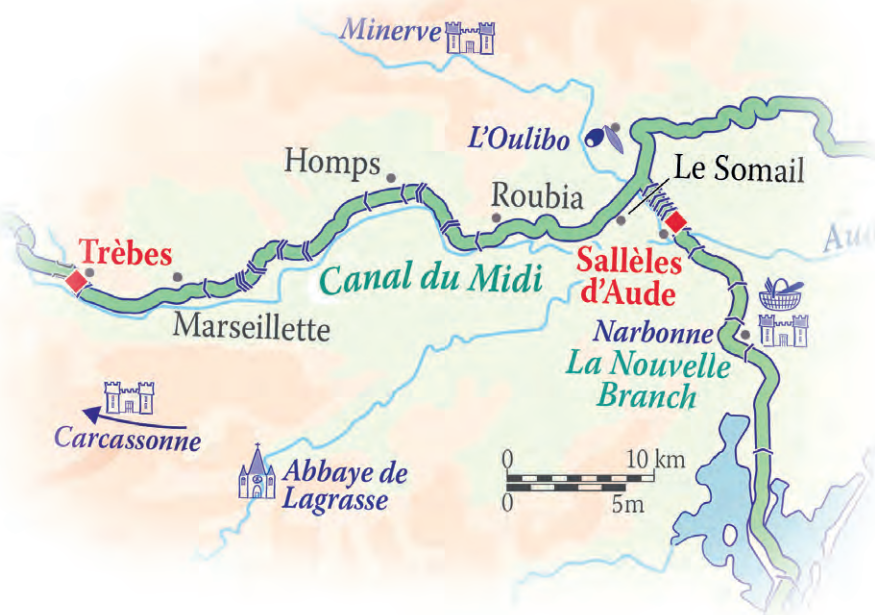 Minerve
L'Oulibo
Homps
Le Somail
Roubia
Trèbes
Aud
Canal du Midi
Sallèles
d'Aude
Marseillette
Narbonne
La Nouvelle
Branch
Carcassonne
Abbaye de
Lagrasse
0 10 km
0 5m